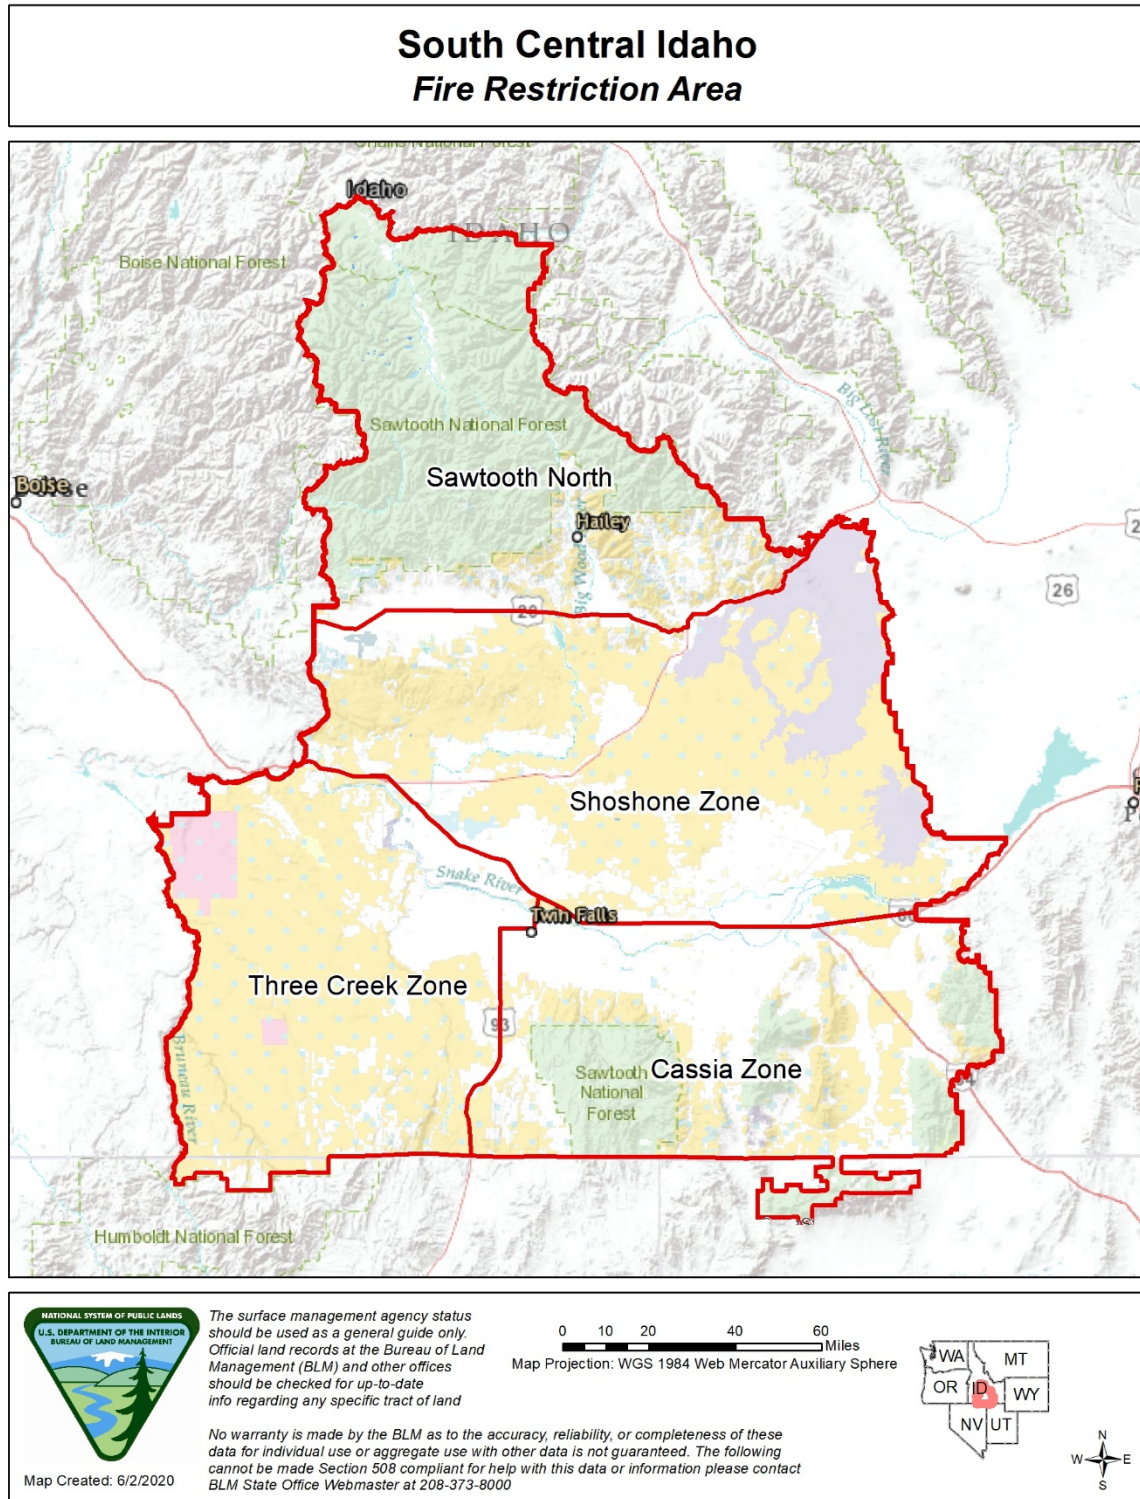 South Central Idaho
Fire Restriction Area
Challis National Forest
Idaho
IDAHO
Boise National Forest
Big Lost River
Sawtooth National Forest
Sawtooth North
Boise
Hailey
Big Wood
26
20
Shoshone Zone
Snake River
Twin Falls
86
Three Creek Zone
93
Bruneau River
Cassia Zone
Sawtooth
National
Forest
84
Humboldt National Forest
NATIONAL SYSTEM OF PUBLIC LANDS
U.S. DEPARTMENT OF THE INTERIOR
BUREAU OF LAND MANAGEMENT
Map Created: 6/2/2020
The surface management agency status
should be used as a general guide only.
Official land records at the Bureau of Land
Management (BLM) and other offices
should be checked for up-to-date
info regarding any specific tract of land
No warranty is made by the BLM as to the accuracy, reliability, or completeness of these
data for individual use or aggregate use with other data is not guaranteed. The following
cannot be made Section 508 compliant for help with this data or information please contact
BLM State Office Webmaster at 208-373-8000
0 10 20 40 60
Miles
Map Projection: WGS 1984 Web Mercator Auxiliary Sphere
WA
MT
OR
ID
WY
NV
UT
N
W E
S